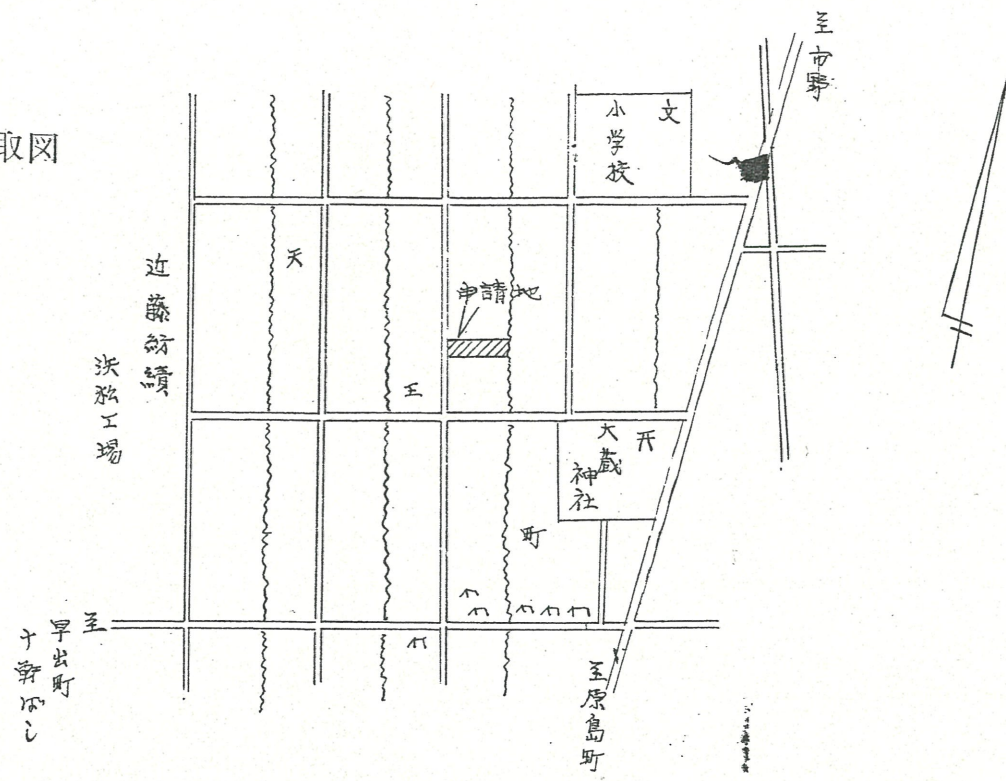 取図
至市野
文
小学校
天
近藤紡績
浜松工場
申請地
王
大蔵神社
町
至早出町
十軒ばし
至原島町